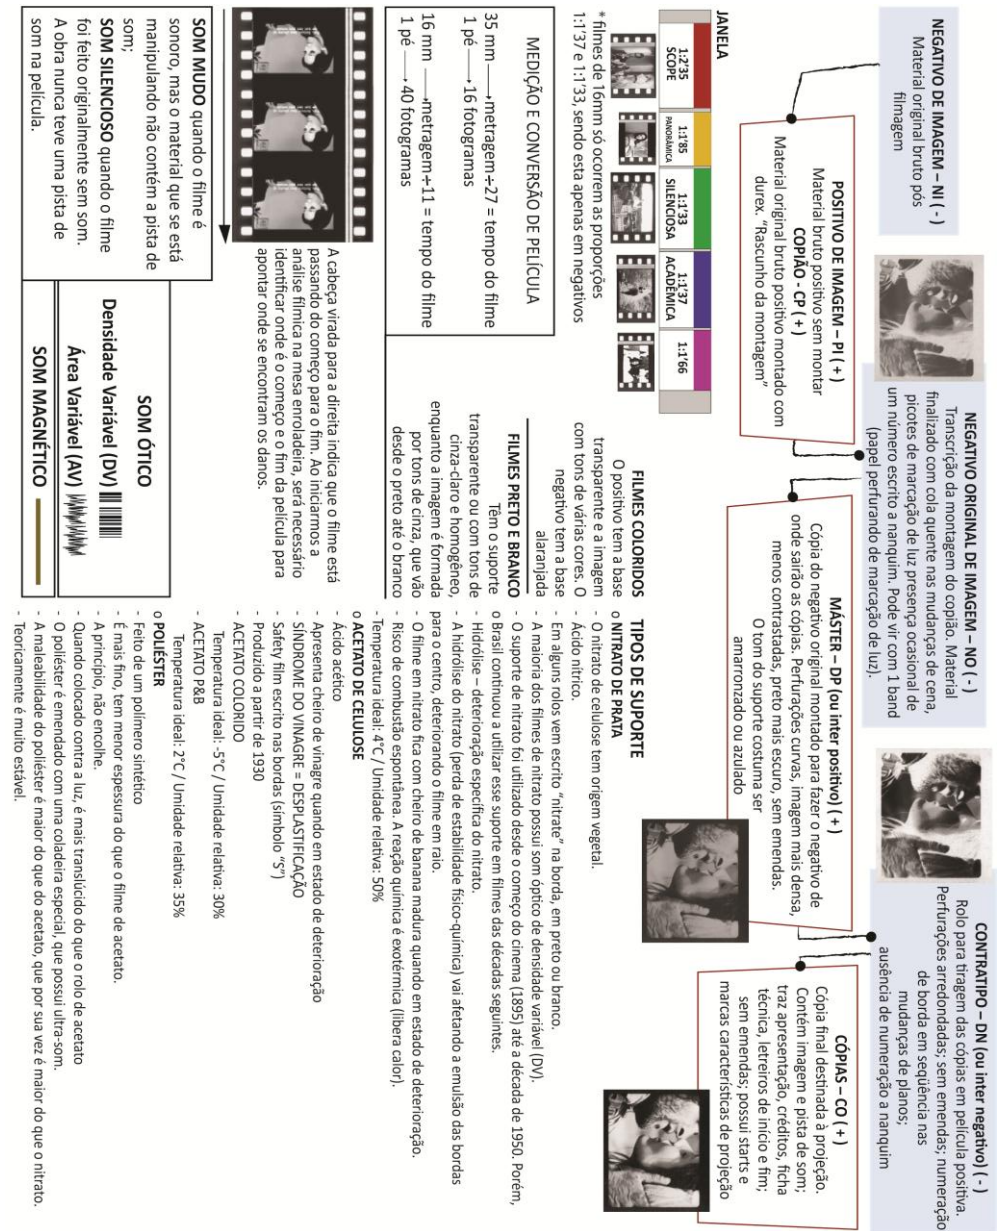 NEGATIVO DE IMAGEM – NI ( - )
Material original bruto pós
filmagem
POSITIVO DE IMAGEM – PI ( + )
Material bruto positivo sem montar
COPIÃO - CP ( + )
Material original bruto positivo montado com
durex. "Rascunho da montagem"
NEGATIVO ORIGINAL DE IMAGEM – NO ( - )
Transcrição da montagem do copião. Material
finalizado com cola quente nas mudanças de cena,
picotes de marcação de luz presença ocasional de
um número escrito a nanquim. Pode vir com 1 band
(papel perfurando de marcação de luz).
MÁSTER – DP (ou inter positivo) ( + )
Cópia do negativo original montado para fazer o negativo de
onde sairão as cópias. Perfurações curvas, imagem mais densa,
menos contrastadas, preto mais escuro, sem emendas.
O tom do suporte costuma ser
amarronzado ou azulado
CONTRATIPO – DN (ou inter negativo) ( - )
Rolo para tiragem das cópias em película positiva.
Perfurações arredondadas; sem emendas; numeração
de borda em seqüência nas
mudanças de planos;
ausência de numeração a nanquim
CÓPIAS – CO ( + )
Cópia final destinada à projeção.
Contém imagem e pista de som;
traz apresentação, créditos, ficha
técnica, letreiros de início e fim;
sem emendas; possui starts e
marcas características de projeção
JANELA
1:2'35
SCOPE
1:1'85
PANORÂMICA
1:1'33
SILENCIOSA
1:1'37
ACADÊMICA
1:1'66
* filmes de 16mm só ocorrem as proporções
1:1'37 e 1:1'33, sendo esta apenas em negativos
MEDIÇÃO E CONVERSÃO DE PELÍCULA
35 mm → metragem÷27 = tempo do filme
1 pé → 16 fotogramas
16 mm → metragem÷11 = tempo do filme
1 pé → 40 fotogramas
A cabeça virada para a direita indica que o filme está
passando do começo para o fim. Ao iniciarmos a
análise fílmica na mesa enroladeira, será necessário
identificar onde é o começo e o fim da película para
apontar onde se encontram os danos.
SOM MUDO quando o filme é
sonoro, mas o material que se está
manipulando não contém a pista de
som;
SOM SILENCIOSO quando o filme
foi feito originalmente sem som.
A obra nunca teve uma pista de
som na película.
SOM ÓTICO
Densidade Variável (DV)
Área Variável (AV)
SOM MAGNÉTICO
FILMES COLORIDOS
O positivo tem a base
transparente e a imagem
com tons de várias cores. O
negativo tem a base
alaranjada
FILMES PRETO E BRANCO
Têm o suporte
transparente ou com tons de
cinza-claro e homogêneo,
enquanto a imagem é formada
por tons de cinza, que vão
desde o preto até o branco
TIPOS DE SUPORTE
o NITRATO DE PRATA
- O nitrato de celulose tem origem vegetal.
- Ácido nítrico.
- Em alguns rolos vem escrito "nitrate" na borda, em preto ou branco.
- A maioria dos filmes de nitrato possui som óptico de densidade variável (DV).
- O suporte de nitrato foi utilizado desde o começo do cinema (1895) até a década de 1950. Porém,
o Brasil continuou a utilizar esse suporte em filmes das décadas seguintes.
- Hidrólise – deterioração específica do nitrato.
- A hidrólise do nitrato (perda de estabilidade físico-química) vai afetando a emulsão das bordas
para o centro, deteriorando o filme em raio.
- O filme em nitrato fica com cheiro de banana madura quando em estado de deterioração.
- Risco de combustão espontânea. A reação química é exotérmica (libera calor).
- Temperatura ideal: 4°C / Umidade relativa: 50%
o ACETATO DE CELULOSE
- Ácido acético
- Apresenta cheiro de vinagre quando em estado de deterioração
- SÍNDROME DO VINAGRE = DESPLASTIFICAÇÃO
- Safety film escrito nas bordas (símbolo "S")
- Produzido a partir de 1930
- ACETATO COLORIDO
Temperatura ideal: -5°C / Umidade relativa: 30%
- ACETATO P&B
Temperatura ideal: 2°C / Umidade relativa: 35%
o POLIÉSTER
- Feito de um polímero sintético
- É mais fino, tem menor espessura do que o filme de acetato.
- A princípio, não encolhe.
- Quando colocado contra a luz, é mais translúcido do que o rolo de acetato
- O poliéster é emendado com uma coladeira especial, que possui ultra-som.
- A maleabilidade do poliéster é maior do que do acetato, que por sua vez é maior do que o nitrato.
- Teoricamente é muito estável.